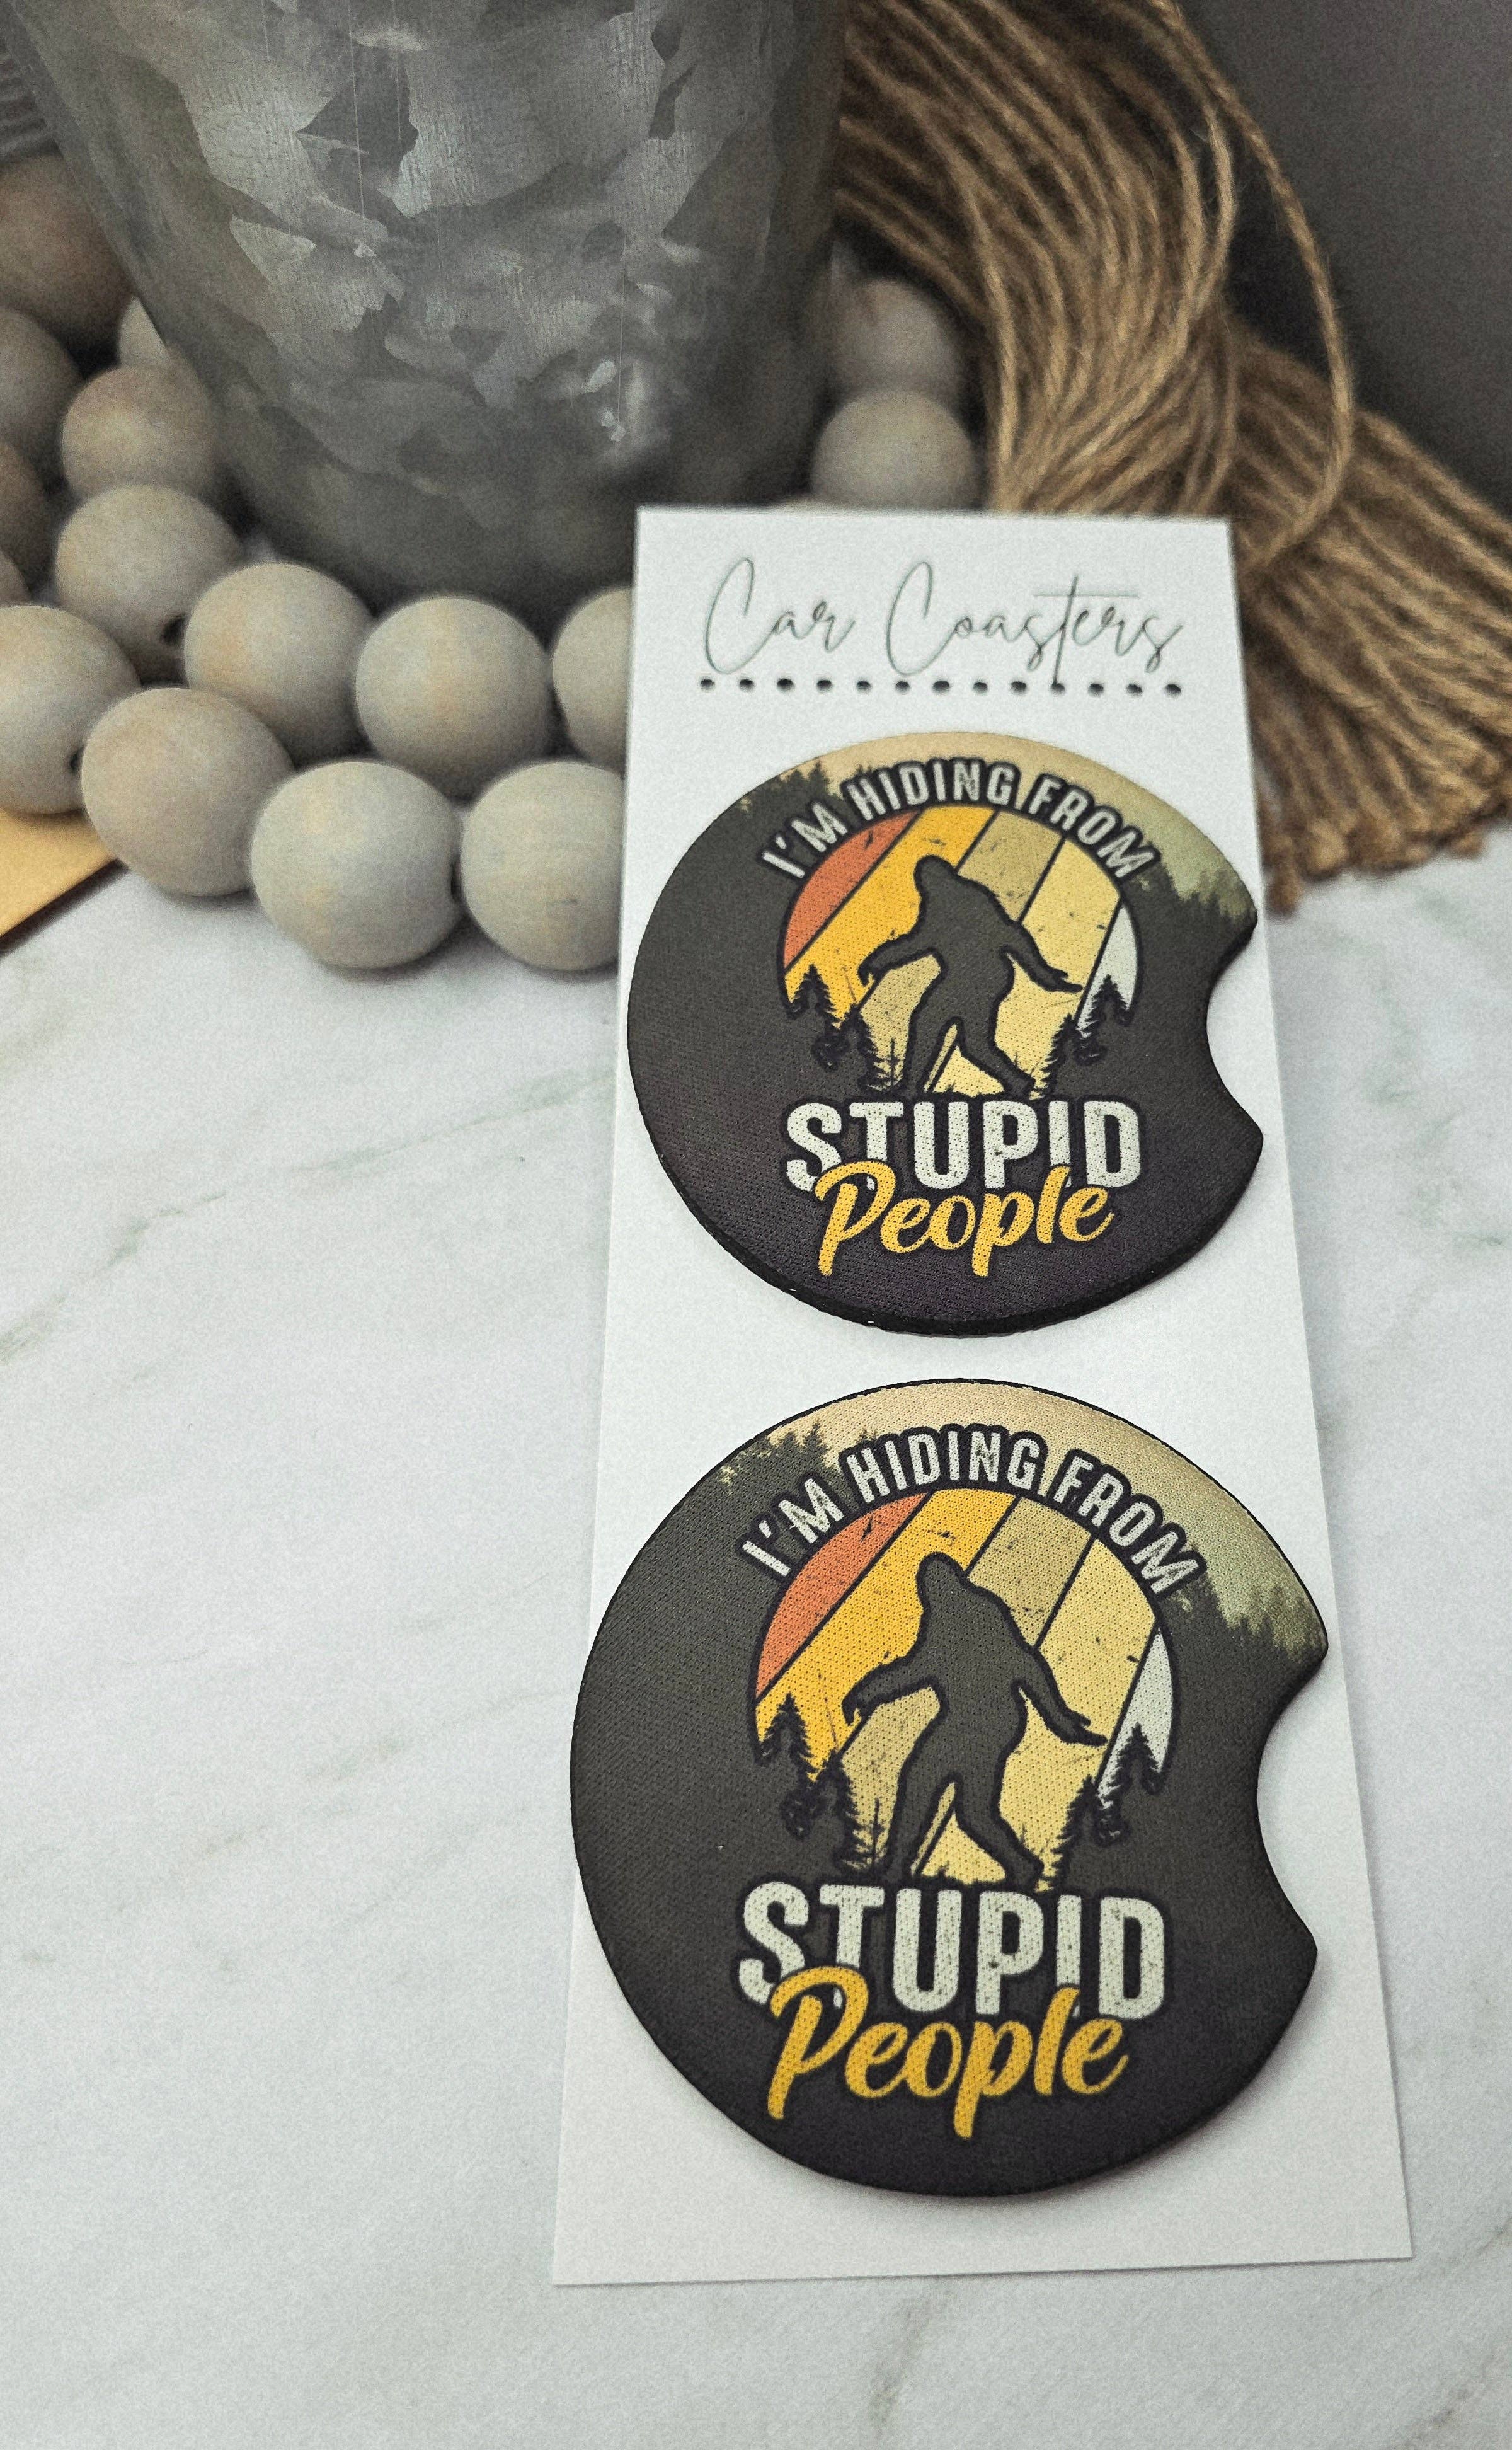 Car Coasters
I'M HIDING FROM
STUPID
People
I'M HIDING FROM
STUPID
People